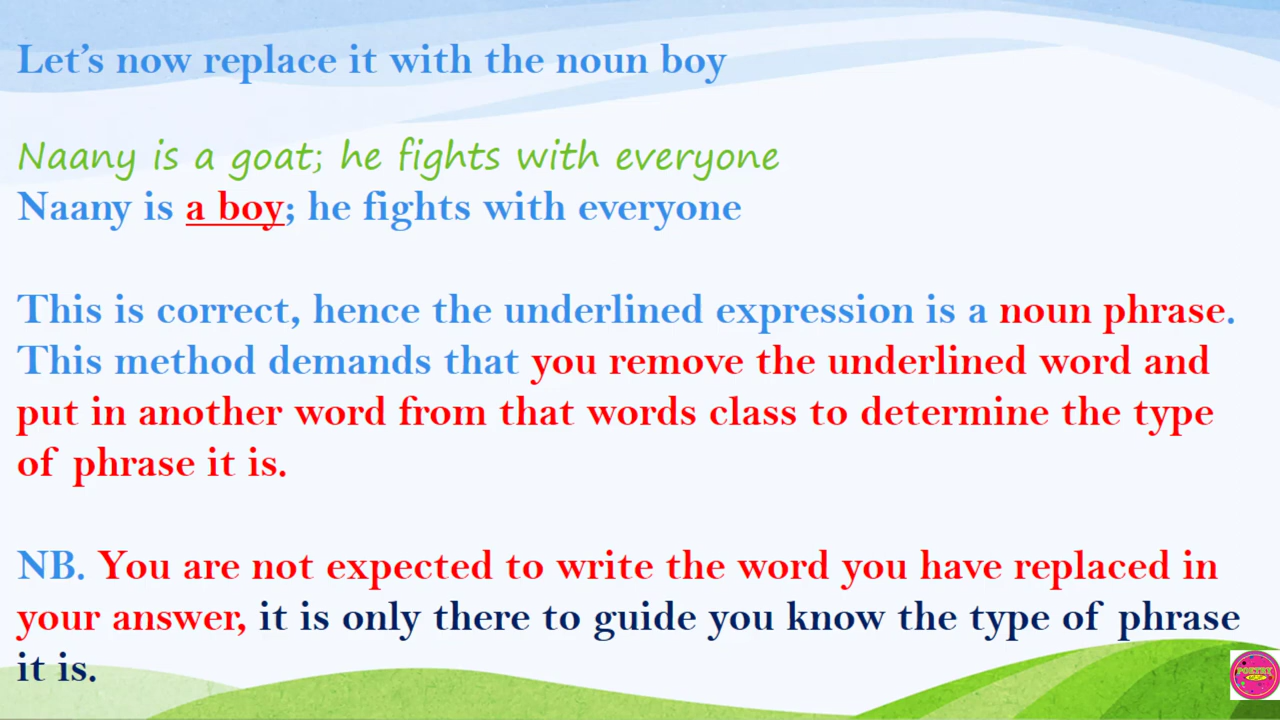 Let’s now replace it with the noun boy
Naany is a goat; he fights with everyone
Naany is a boy; he fights with everyone
This is correct, hence the underlined expression is a noun phrase.
This method demands that you remove the underlined word and
put in another word from that words class to determine the type
of phrase it is.
NB. You are not expected to write the word you have replaced in
your answer, it is only there to guide you know the type of phrase
it is.
POETRY